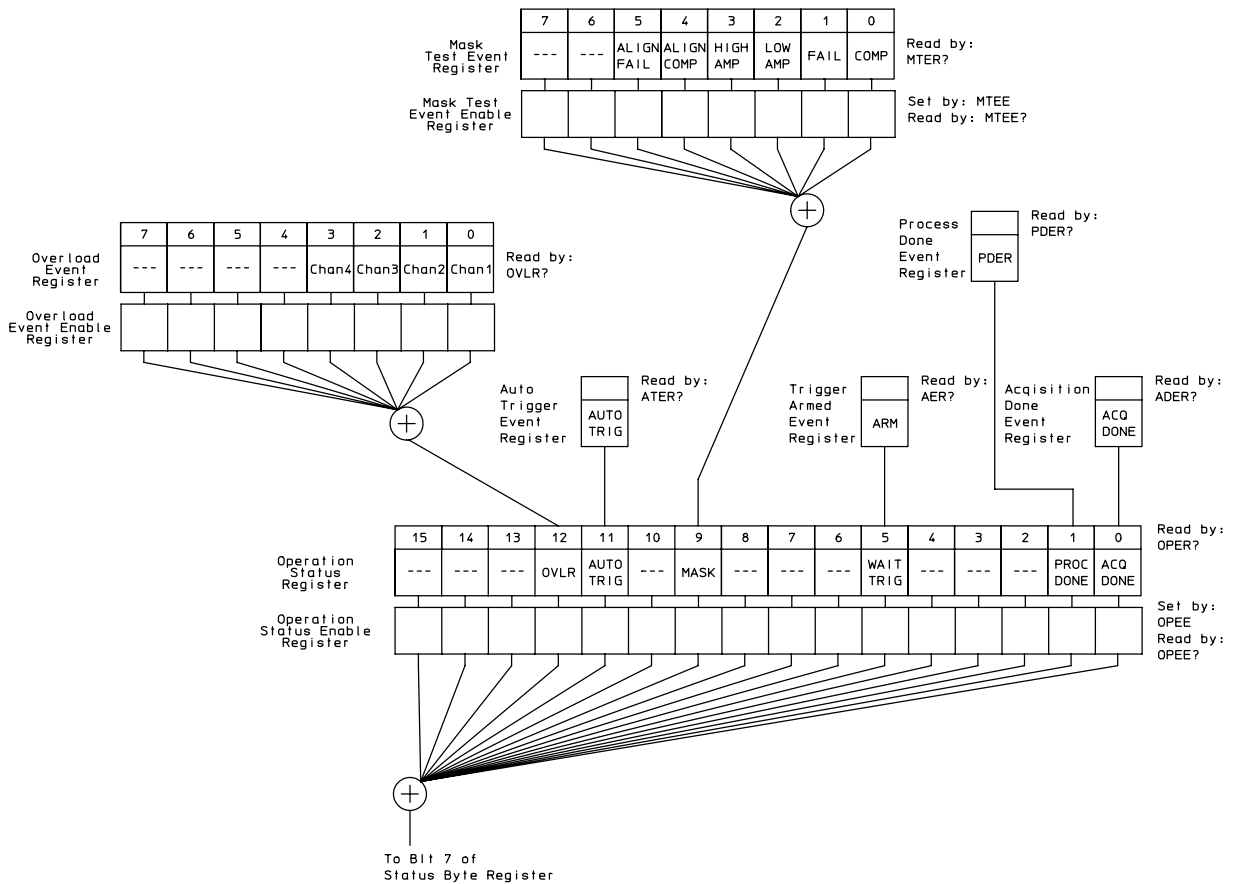 7 6 5 4 3 2 1 0
Mask
Test Event
Register
--- --- ALIGN FAIL ALIGN COMP HIGH AMP LOW AMP FAIL COMP
Read by:
MTER?
Mask Test
Event Enable
Register
Set by: MTEE
Read by: MTEE?
Process
Done
Event
Register
PDER
Read by:
PDER?
7 6 5 4 3 2 1 0
Overload
Event
Register
--- --- --- --- Chan4 Chan3 Chan2 Chan1
Read by:
OVLR?
Overload
Event Enable
Register
Auto
Trigger
Event
Register
AUTO
TRIG
Read by:
ATER?
Trigger
Armed
Event
Register
ARM
Read by:
AER?
Acqisition
Done
Event
Register
ACQ
DONE
Read by:
ADER?
15 14 13 12 11 10 9 8 7 6 5 4 3 2 1 0
Operation
Status
Register
--- --- --- OVLR AUTO TRIG --- MASK --- --- --- WAIT TRIG --- --- --- PROC DONE ACQ DONE
Read by:
OPER?
Operation
Status Enable
Register
Set by:
OPEE
Read by:
OPEE?
To BIt 7 of
Status Byte Register